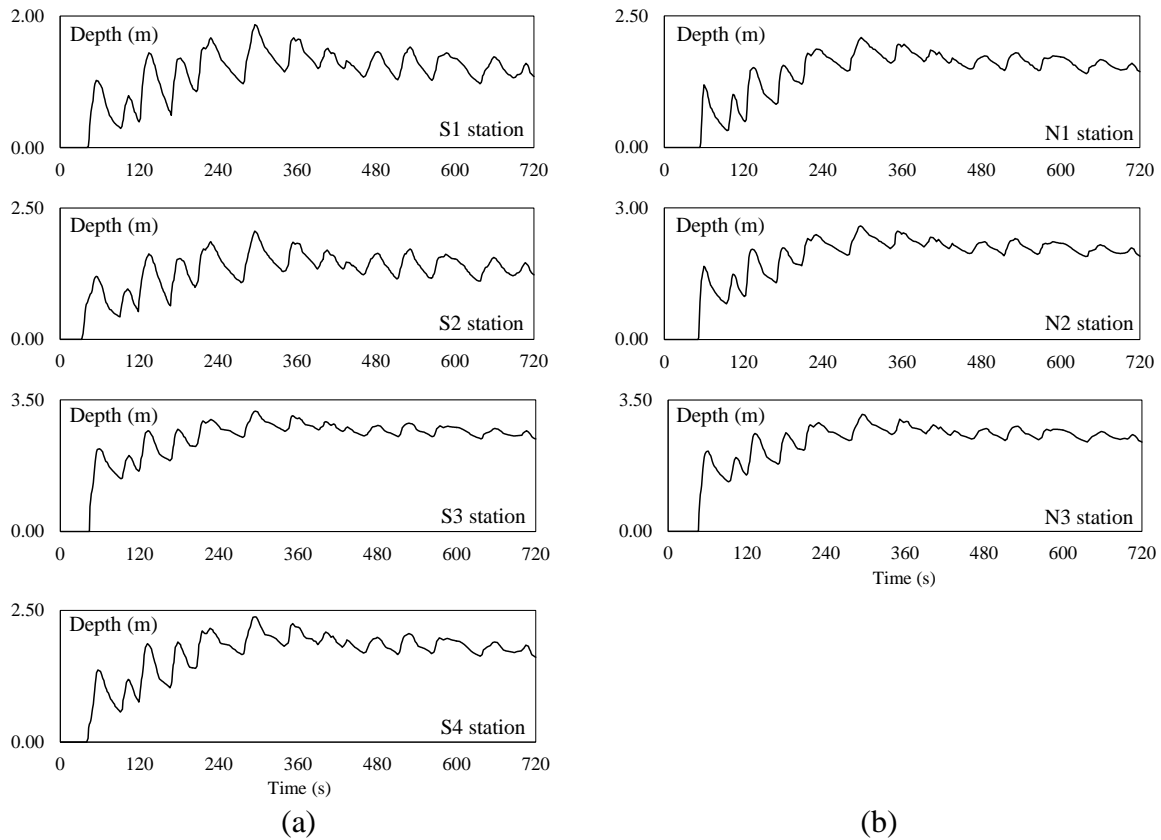 2.00
Depth (m)
S1 station
0.00
0 120 240 360 480 600 720
2.50
Depth (m)
S2 station
0.00
0 120 240 360 480 600 720
3.50
Depth (m)
S3 station
0.00
0 120 240 360 480 600 720
2.50
Depth (m)
S4 station
0.00
0 120 240 360 480 600 720
Time (s)
(a)
2.50
Depth (m)
N1 station
0.00
0 120 240 360 480 600 720
3.00
Depth (m)
N2 station
0.00
0 120 240 360 480 600 720
3.50
Depth (m)
N3 station
0.00
0 120 240 360 480 600 720
Time (s)
(b)